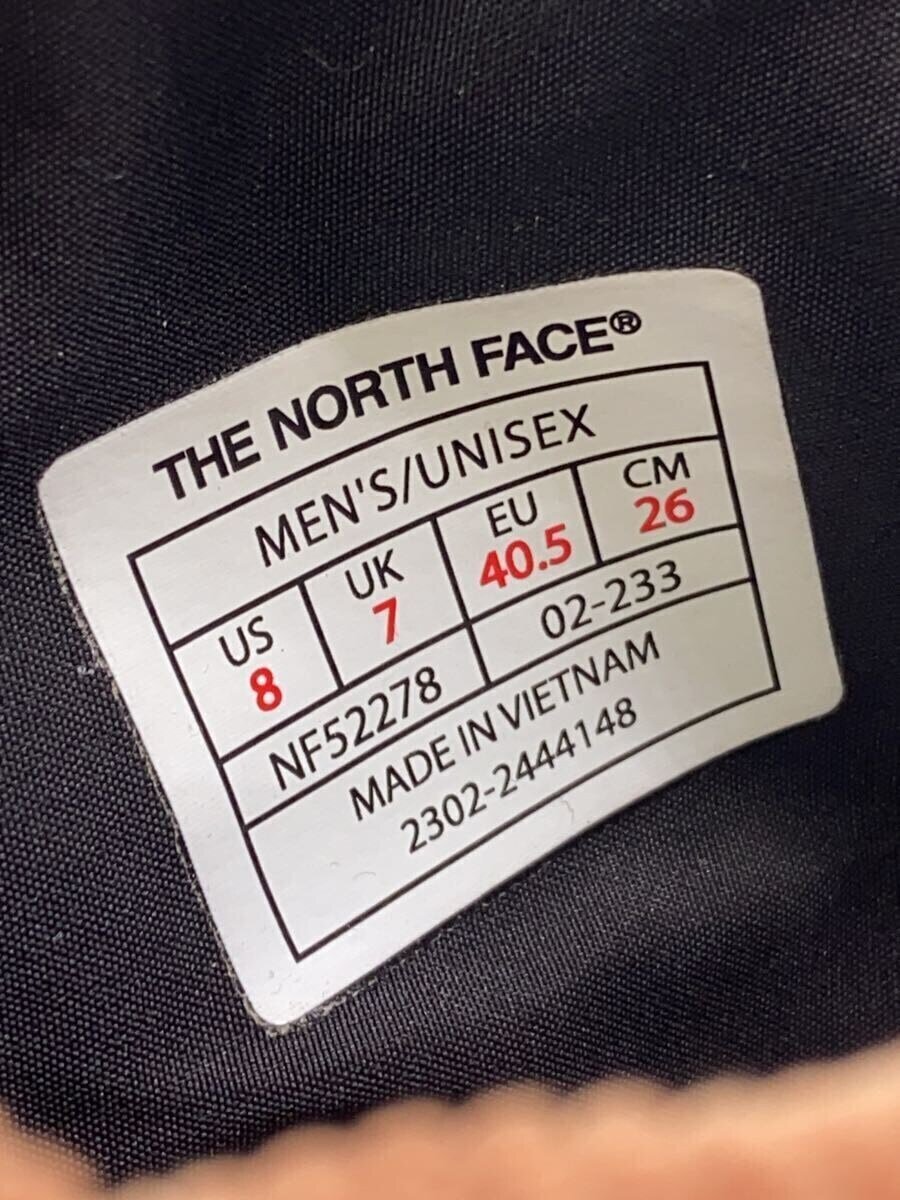 THE NORTH FACE®
MEN'S/UNISEX
US UK EU CM
8 7 40.5 26
NF52278 02-233
MADE IN VIETNAM
2302-2444148